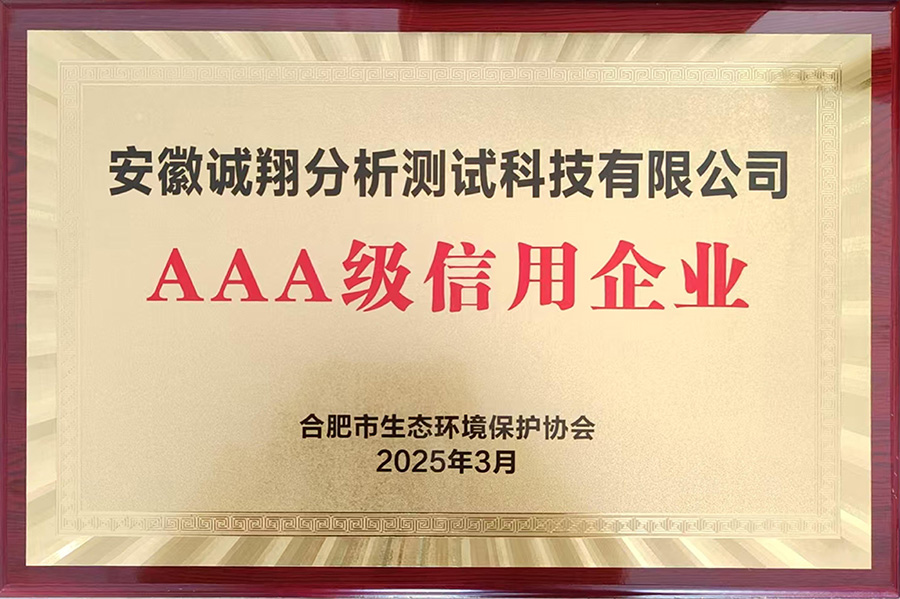 安徽诚翔分析测试科技有限公司
AAA级信用企业
合肥市生态环境保护协会
2025年3月